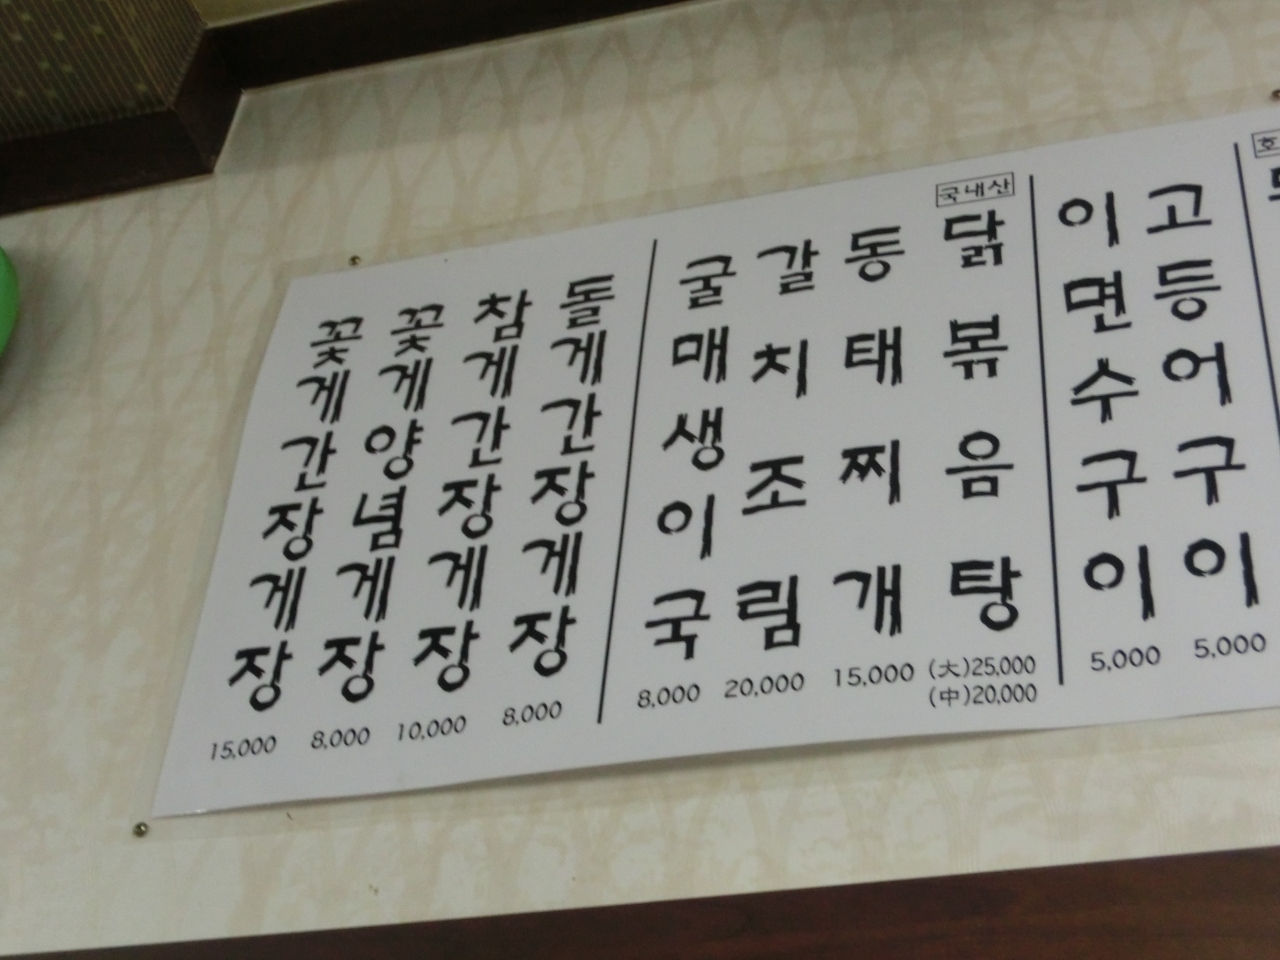 꽃게간장게장
15,000
꽃게양념게장
8,000
참게간장게장
10,000
돌게간장게장
8,000
굴매생이국
8,000
갈치조림
20,000
동태찌개
15,000
국내산
닭볶음탕
(大)25,000
(中)20,000
이면수구이
5,000
고등어구이
5,000